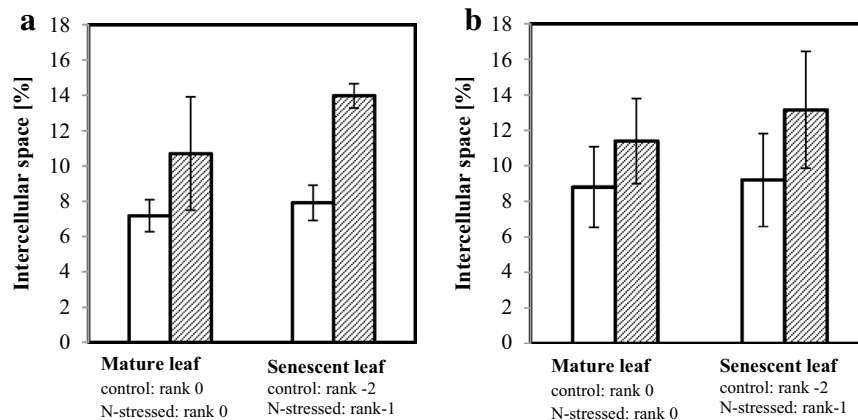 a
Intercellular space [%]
18
16
14
12
10
8
6
4
2
0
Mature leaf
control: rank 0
N-stressed: rank 0
Senescent leaf
control: rank -2
N-stressed: rank-1
b
Intercellular space [%]
18
16
14
12
10
8
6
4
2
0
Mature leaf
control: rank 0
N-stressed: rank 0
Senescent leaf
control: rank -2
N-stressed: rank-1